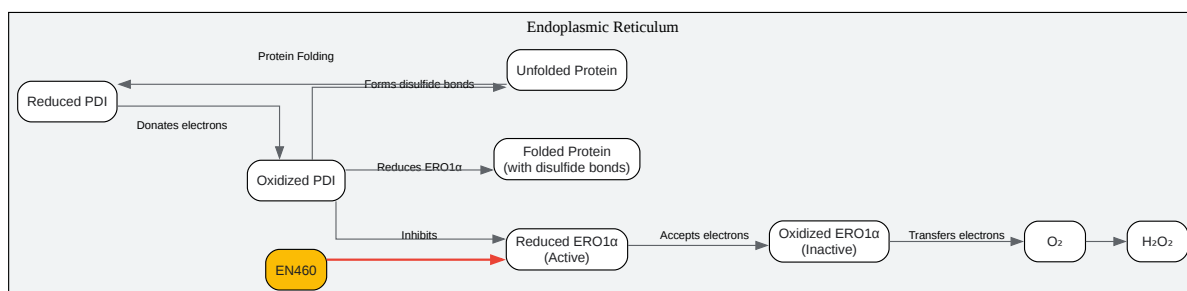 Endoplasmic Reticulum
Protein Folding
Unfolded Protein
Forms disulfide bonds
Reduced PDI
Donates electrons
Folded Protein
(with disulfide bonds)
Reduces ERO1α
Oxidized PDI
Inhibits
Reduced ERO1α
(Active)
Accepts electrons
Oxidized ERO1α
(Inactive)
Transfers electrons
O₂
H₂O₂
EN460